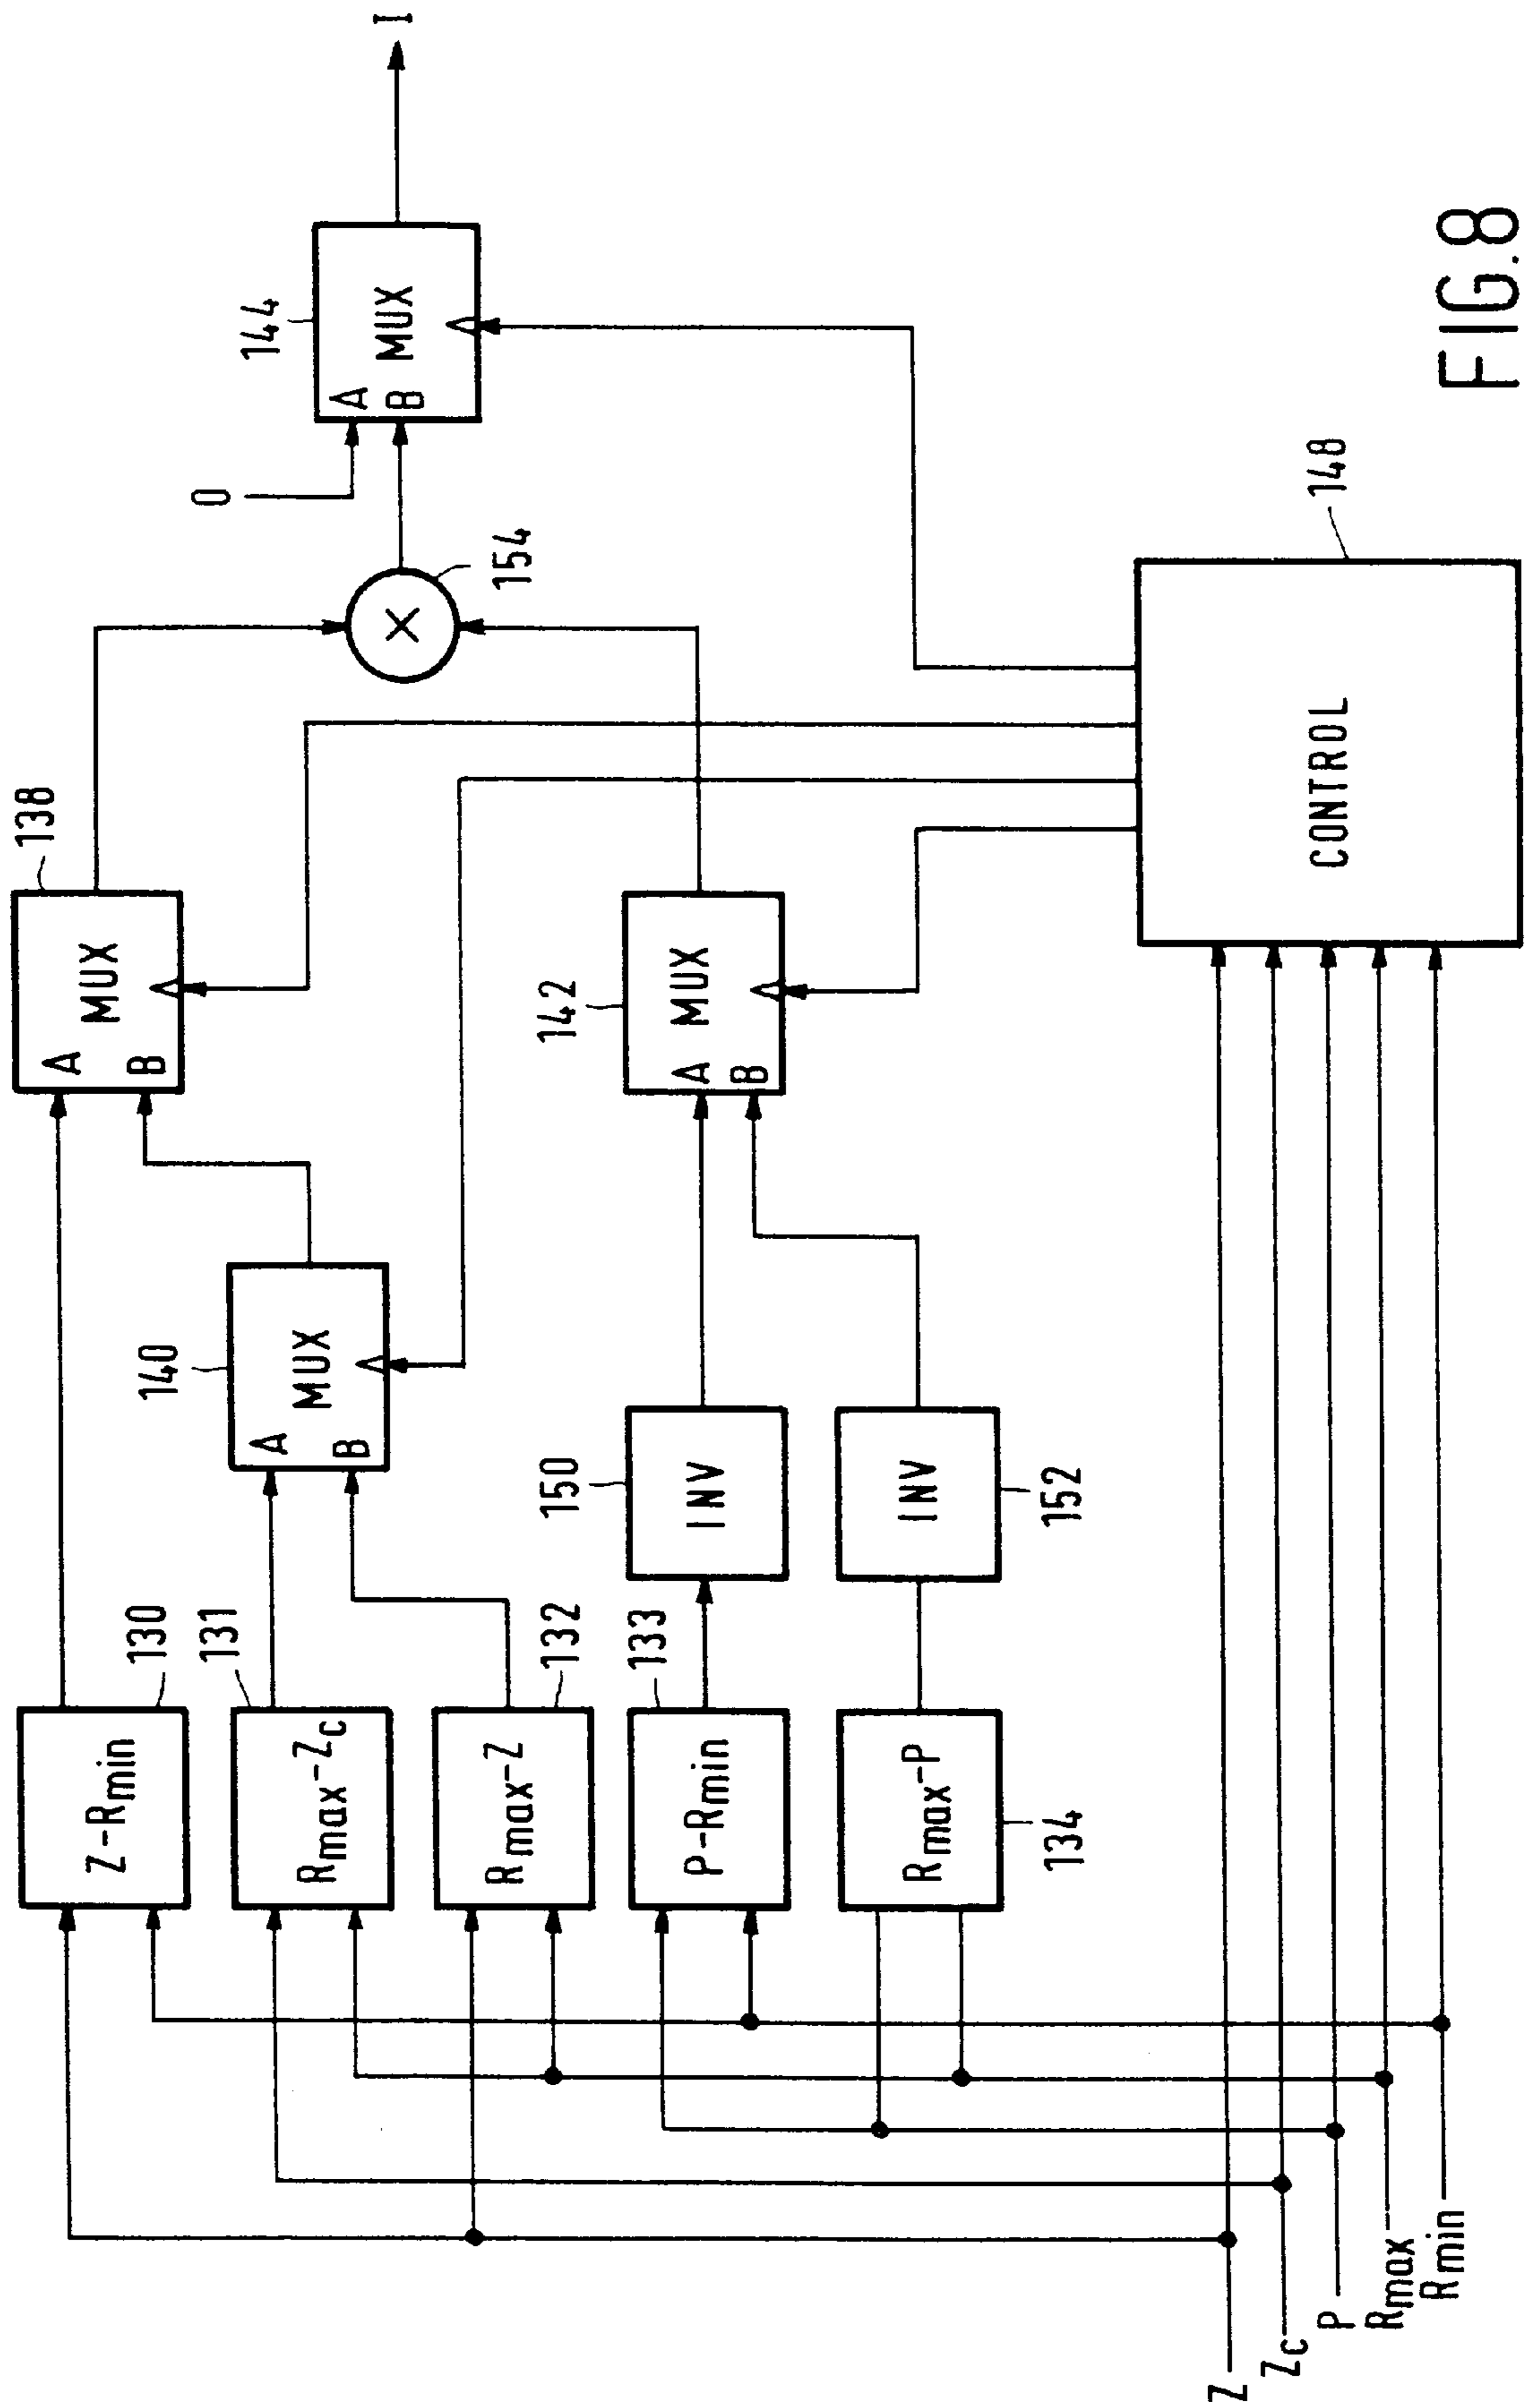 130
Z-Rmin
131
Rmax-Zc
132
Rmax-Z
133
P-Rmin
134
Rmax-P
140
A
B
MUX
150
INV
152
INV
138
A
B
MUX
142
A
B
MUX
154
X
0
144
A
B
MUX
I
148
CONTROL
Z
Zc
P
Rmax
Rmin
FIG.8